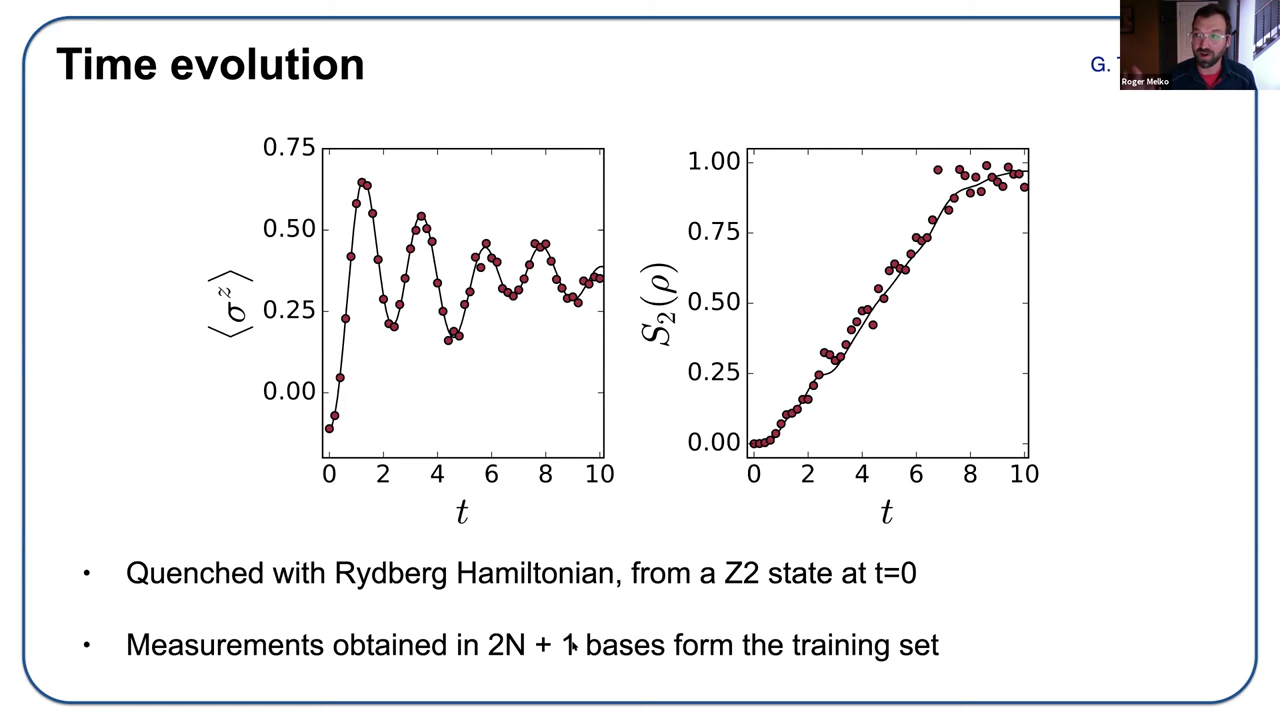 Time evolution
G.
Roger Melko
0.75
0.50
0.25
0.00
⟨σᶻ⟩
0 2 4 6 8 10
t
1.00
0.75
0.50
0.25
0.00
S₂(ρ)
0 2 4 6 8 10
t
• Quenched with Rydberg Hamiltonian, from a Z2 state at t=0
• Measurements obtained in 2N + 1 bases form the training set